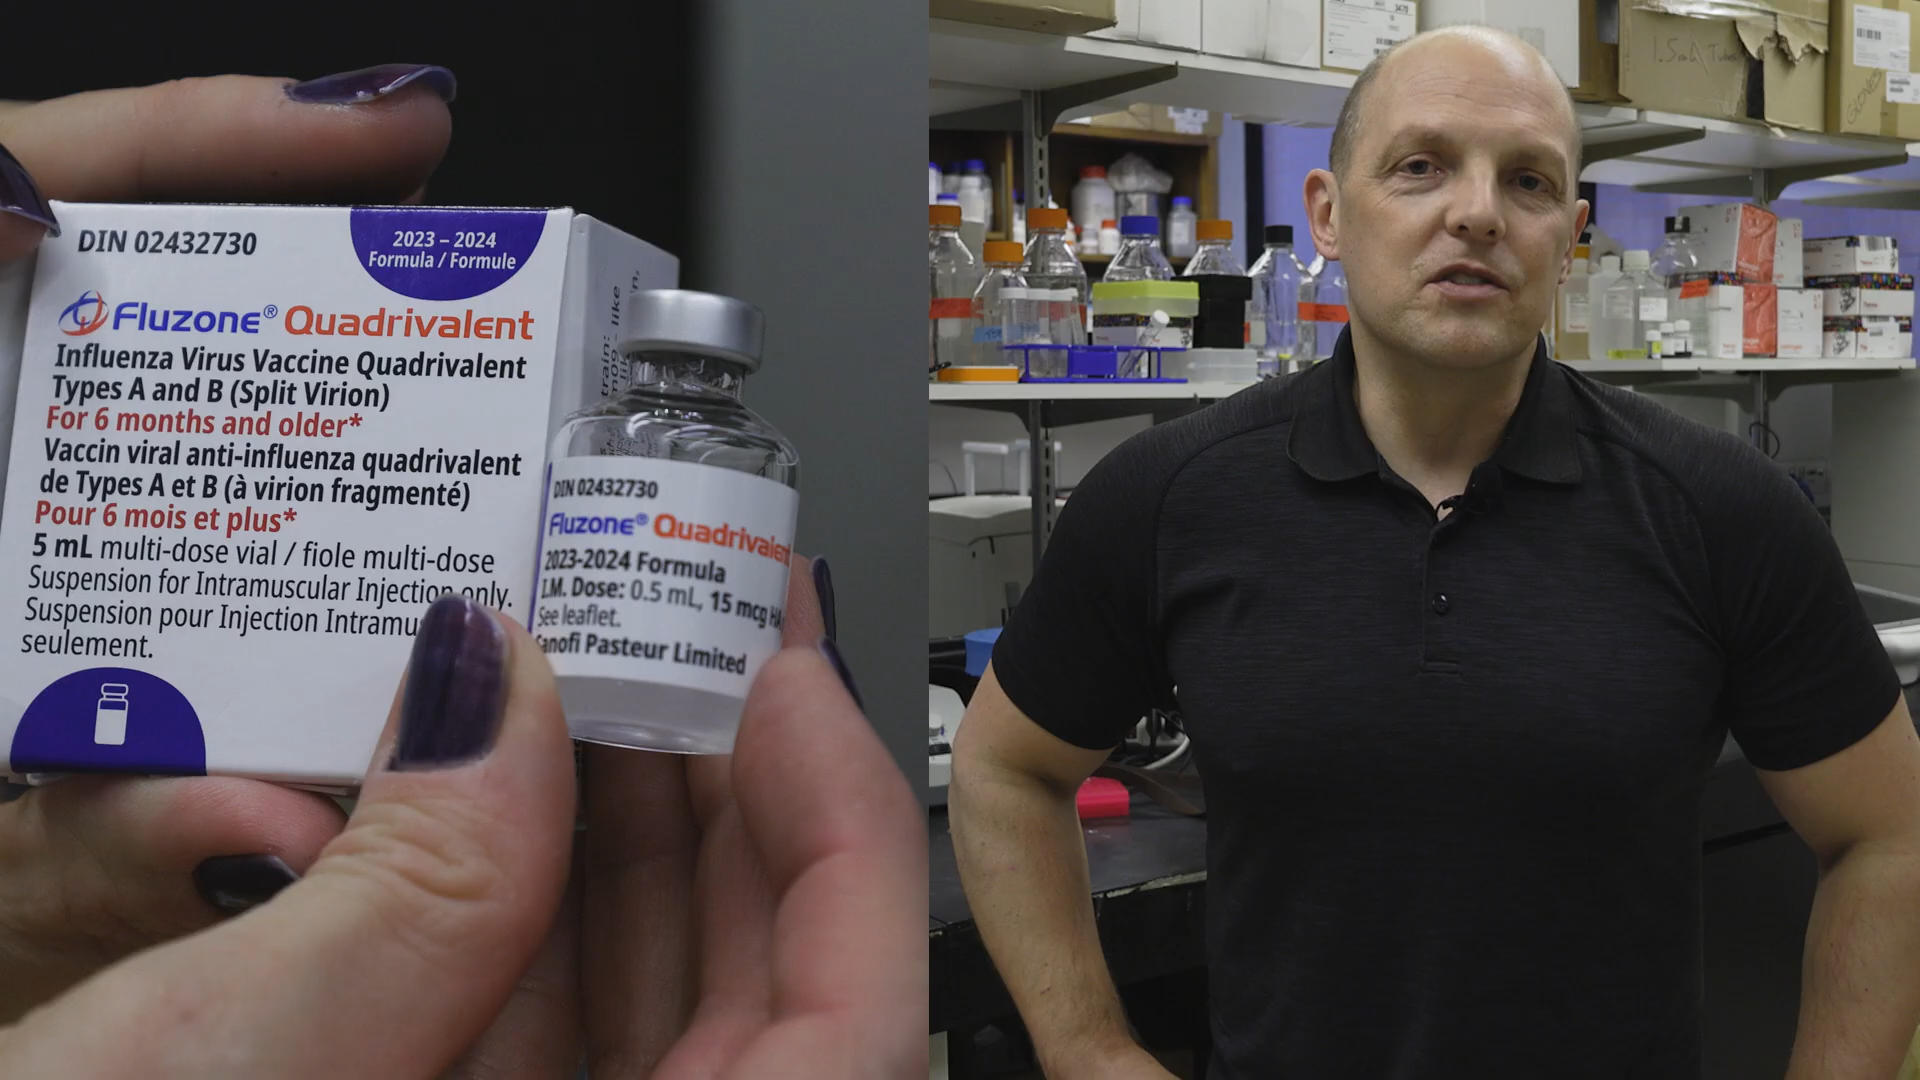 DIN 02432730
2023 – 2024
Formula / Formule
Fluzone® Quadrivalent
Influenza Virus Vaccine Quadrivalent
Types A and B (Split Virion)
For 6 months and older*
Vaccin viral anti-influenza quadrivalent
de Types A et B (à virion fragmenté)
Pour 6 mois et plus*
5 mL multi-dose vial / fiole multi-dose
Suspension for Intramuscular Injection only.
Suspension pour Injection
seulement.
DIN 02432730
Fluzone® Quadrivalent
2023-2024 Formula
I.M. Dose: 0.5 mL, 15 mcg HA
See leaflet.
Pasteur Limited